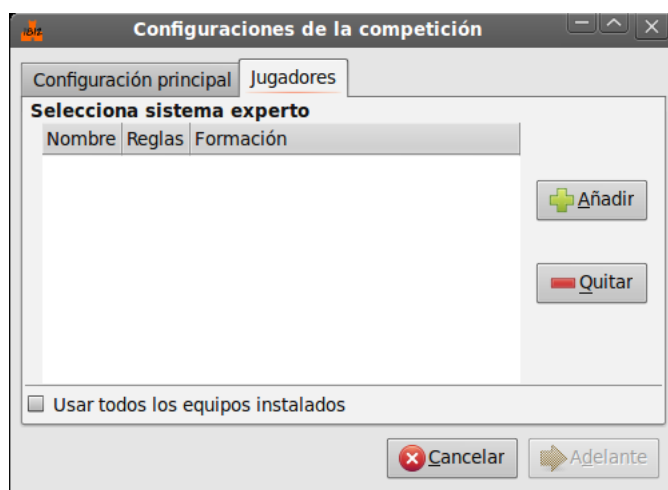 Configuraciones de la competición
Configuración principal Jugadores
Selecciona sistema experto
Nombre Reglas Formación
Añadir
Quitar
Usar todos los equipos instalados
Cancelar Adelante